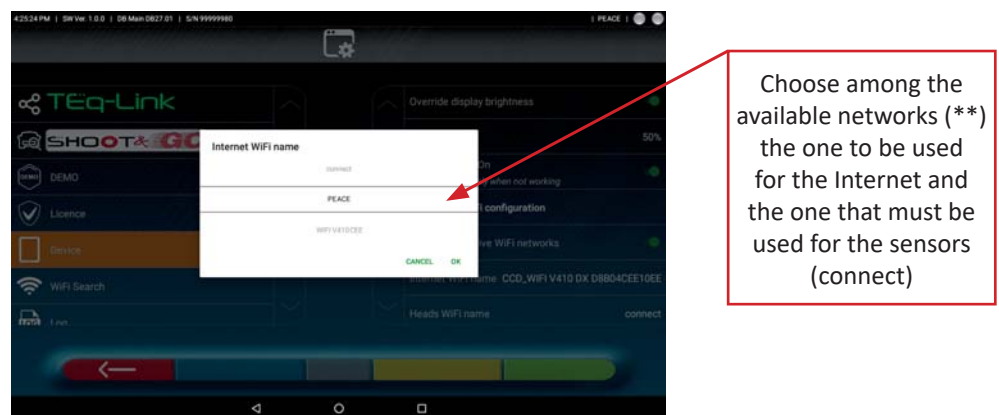 4:25:24 PM | SW Ver. 1.0.0 | DB Main DB27.01 | S/N 99999980
| PEACE |
TEq-Link
SHOOT& GO
DEMO
Licence
Device
WiFi Search
Log
Override display brightness
50%
On
when not working
configuration
WiFi networks
Internet WiFi name CCD_WIFI V410 DX D8B04CEE10EE
Heads WiFi name connect
Internet WiFi name
connect
PEACE
WIFI V410 CEE
CANCEL OK
Choose among the
available networks (**)
the one to be used
for the Internet and
the one that must be
used for the sensors
(connect)